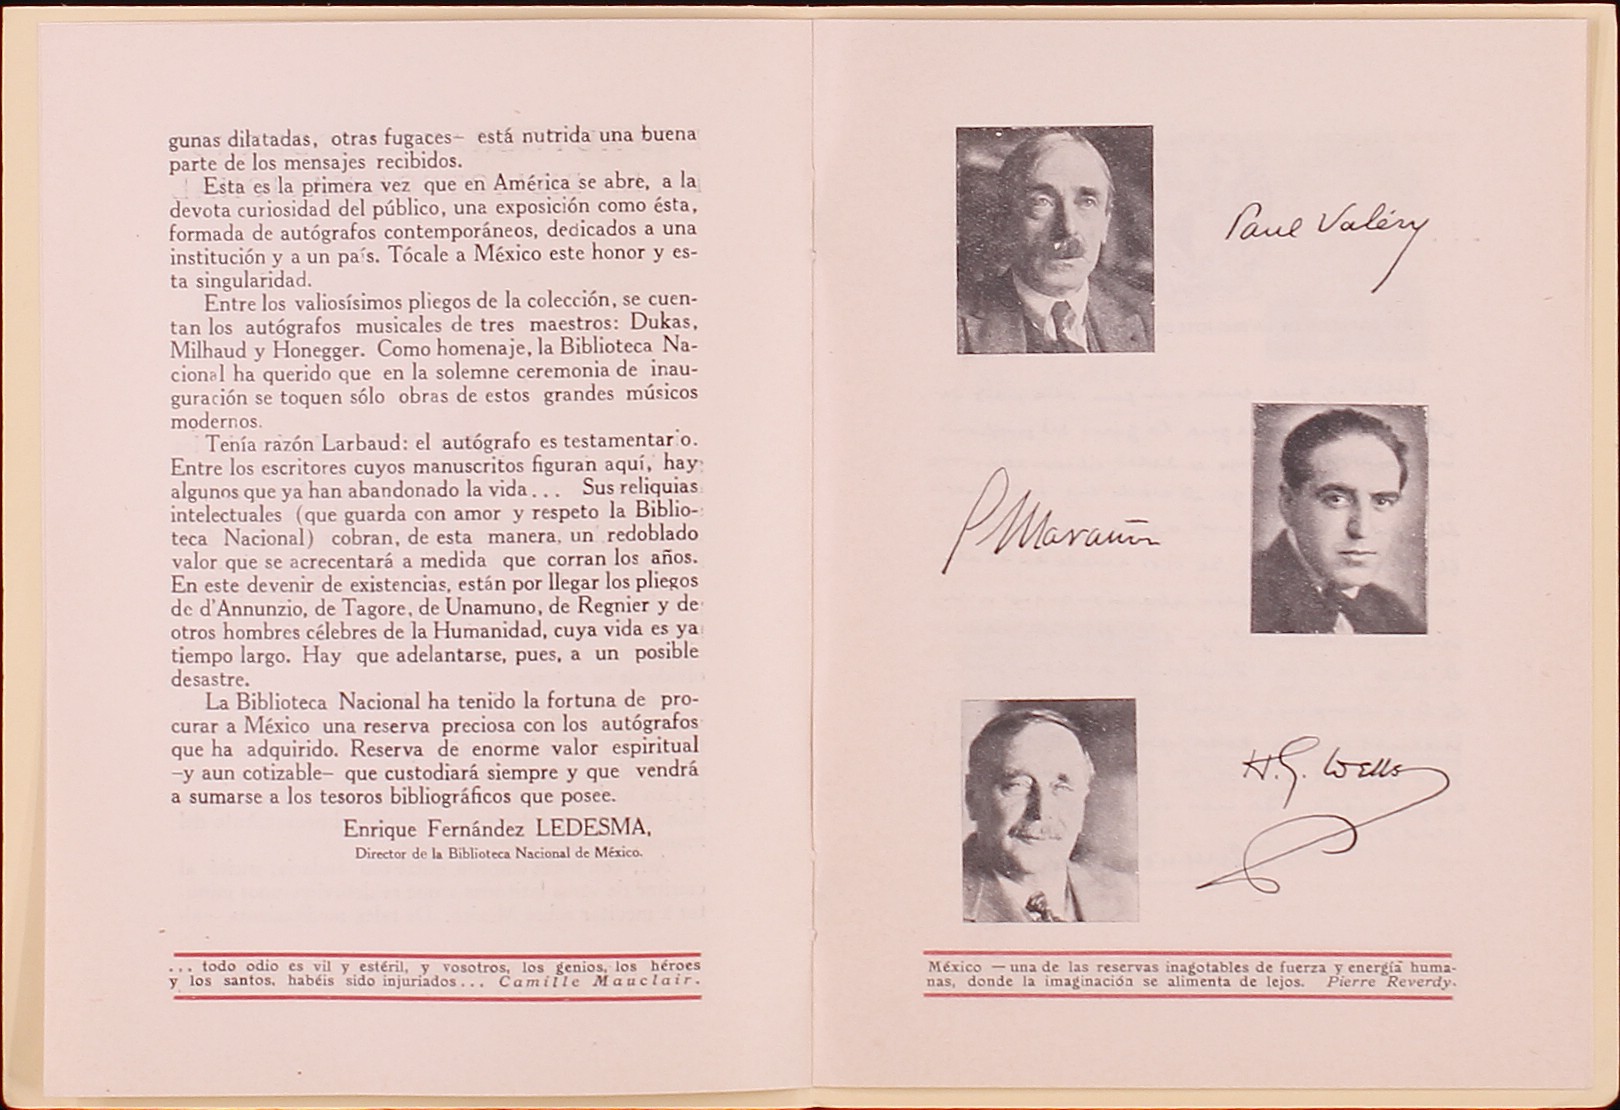 gunas dilatadas, otras fugaces– está nutrida una buena
parte de los mensajes recibidos.
Esta es la primera vez que en América se abre, a la
devota curiosidad del público, una exposición como ésta,
formada de autógrafos contemporáneos, dedicados a una
institución y a un país. Tócale a México este honor y es-
ta singularidad.
Entre los valiosísimos pliegos de la colección, se cuen-
tan los autógrafos musicales de tres maestros: Dukas,
Milhaud y Honegger. Como homenaje, la Biblioteca Na-
cional ha querido que en la solemne ceremonia de inau-
guración se toquen sólo obras de estos grandes músicos
modernos.
Tenía razón Larbaud: el autógrafo es testamentario.
Entre los escritores cuyos manuscritos figuran aquí, hay
algunos que ya han abandonado la vida... Sus reliquias
intelectuales (que guarda con amor y respeto la Biblio-
teca Nacional) cobran, de esta manera, un redoblado
valor que se acrecentará a medida que corran los años.
En este devenir de existencias, están por llegar los pliegos
de d'Annunzio, de Tagore, de Unamuno, de Regnier y de
otros hombres célebres de la Humanidad, cuya vida es ya
tiempo largo. Hay que adelantarse, pues, a un posible
desastre.
La Biblioteca Nacional ha tenido la fortuna de pro-
curar a México una reserva preciosa con los autógrafos
que ha adquirido. Reserva de enorme valor espiritual
–y aun cotizable– que custodiará siempre y que vendrá
a sumarse a los tesoros bibliográficos que posee.
Enrique Fernández LEDESMA,
Director de la Biblioteca Nacional de México.
... todo odio es vil y estéril, y vosotros, los genios, los héroes
y los santos, habéis sido injuriados... Camille Mauclair.
Paul Valéry
Marañón
H. G. Wells
México —una de las reservas inagotables de fuerza y energía huma-
nas, donde la imaginación se alimenta de lejos. Pierre Reverdy.